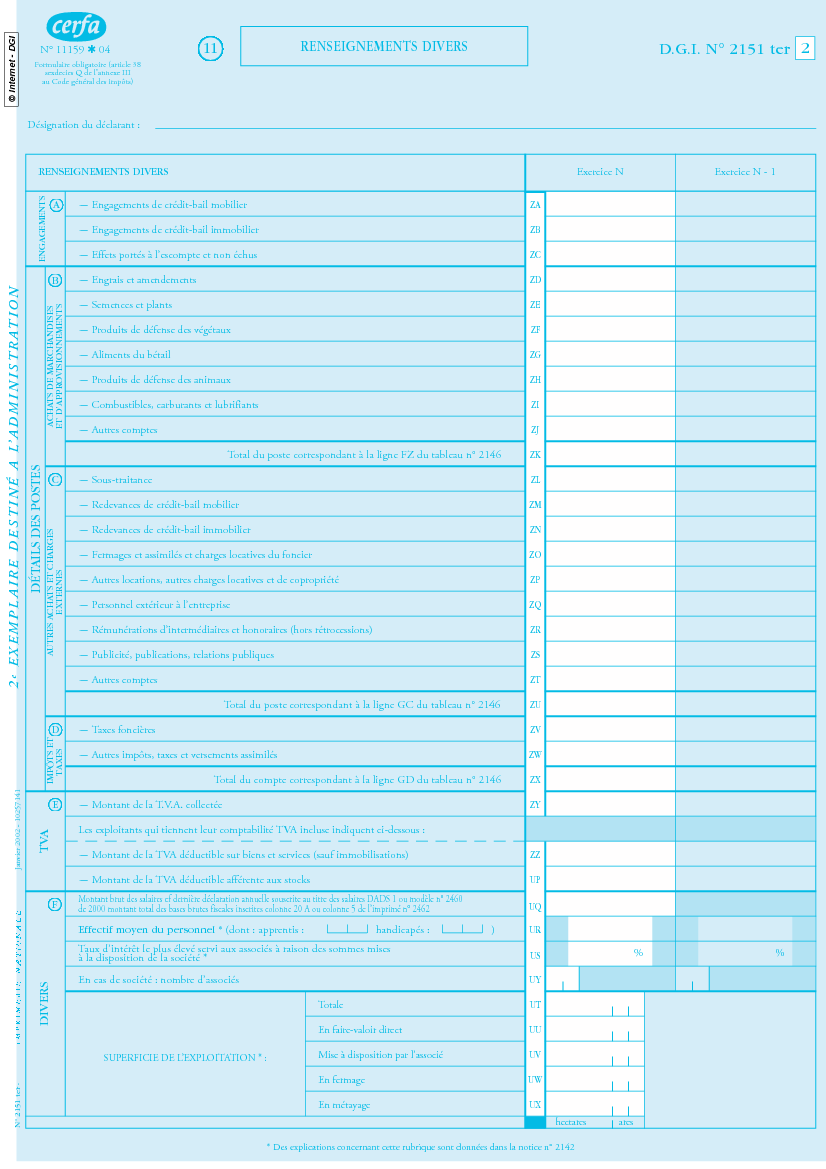 cerfa
N° 11159 ✱ 04
Formulaire obligatoire (article 38
sexdecies Q de l'annexe III
au Code général des impôts)
© Internet - DGI
11
RENSEIGNEMENTS DIVERS
D.G.I. N° 2151 ter 2
Désignation du déclarant :
RENSEIGNEMENTS DIVERS
Exercice N
Exercice N - 1
ENGAGEMENTS
A
— Engagements de crédit-bail mobilier ZA
— Engagements de crédit-bail immobilier ZB
— Effets portés à l'escompte et non échus ZC
2e EXEMPLAIRE DESTINÉ A L'ADMINISTRATION
DÉTAILS DES POSTES
ACHATS DE MARCHANDISES
ET D'APPROVISIONNEMENTS
B
— Engrais et amendements ZD
— Semences et plants ZE
— Produits de défense des végétaux ZF
— Aliments du bétail ZG
— Produits de défense des animaux ZH
— Combustibles, carburants et lubrifiants ZI
— Autres comptes ZJ
Total du poste correspondant à la ligne FZ du tableau n° 2146 ZK
AUTRES ACHATS ET CHARGES
EXTERNES
C
— Sous-traitance ZL
— Redevances de crédit-bail mobilier ZM
— Redevances de crédit-bail immobilier ZN
— Fermages et assimilés et charges locatives du foncier ZO
— Autres locations, autres charges locatives et de copropriété ZP
— Personnel extérieur à l'entreprise ZQ
— Rémunérations d'intermédiaires et honoraires (hors rétrocessions) ZR
— Publicité, publications, relations publiques ZS
— Autres comptes ZT
Total du poste correspondant à la ligne GC du tableau n° 2146 ZU
IMPÔTS ET
TAXES
D
— Taxes foncières ZV
— Autres impôts, taxes et versements assimilés ZW
Total du compte correspondant à la ligne GD du tableau n° 2146 ZX
TVA
E
— Montant de la T.V.A. collectée ZY
Les exploitants qui tiennent leur comptabilité TVA incluse indiquent ci-dessous :
— Montant de la TVA déductible sur biens et services (sauf immobilisations) ZZ
— Montant de la TVA déductible afférente aux stocks UP
DIVERS
F
Montant brut des salaires cf dernière déclaration annuelle souscrite au titre des salaires DADS 1 ou modèle n° 2460
de 2000 montant total des bases brutes fiscales inscrites colonne 20 A ou colonne 5 de l'imprimé n° 2462 UQ
Effectif moyen du personnel * (dont : apprentis : handicapés : ) UR
Taux d'intérêt le plus élevé servi aux associés à raison des sommes mises
à la disposition de la société * US % %
En cas de société : nombre d'associés UY
SUPERFICIE DE L'EXPLOITATION * :
Totale UT
En faire-valoir direct UU
Mise à disposition par l'associé UV
En fermage UW
En métayage UX
hectares ares
* Des explications concernant cette rubrique sont données dans la notice n° 2142
N° 2151 ter-
IMPRIMERIE NATIONALE
Janvier 2002 -